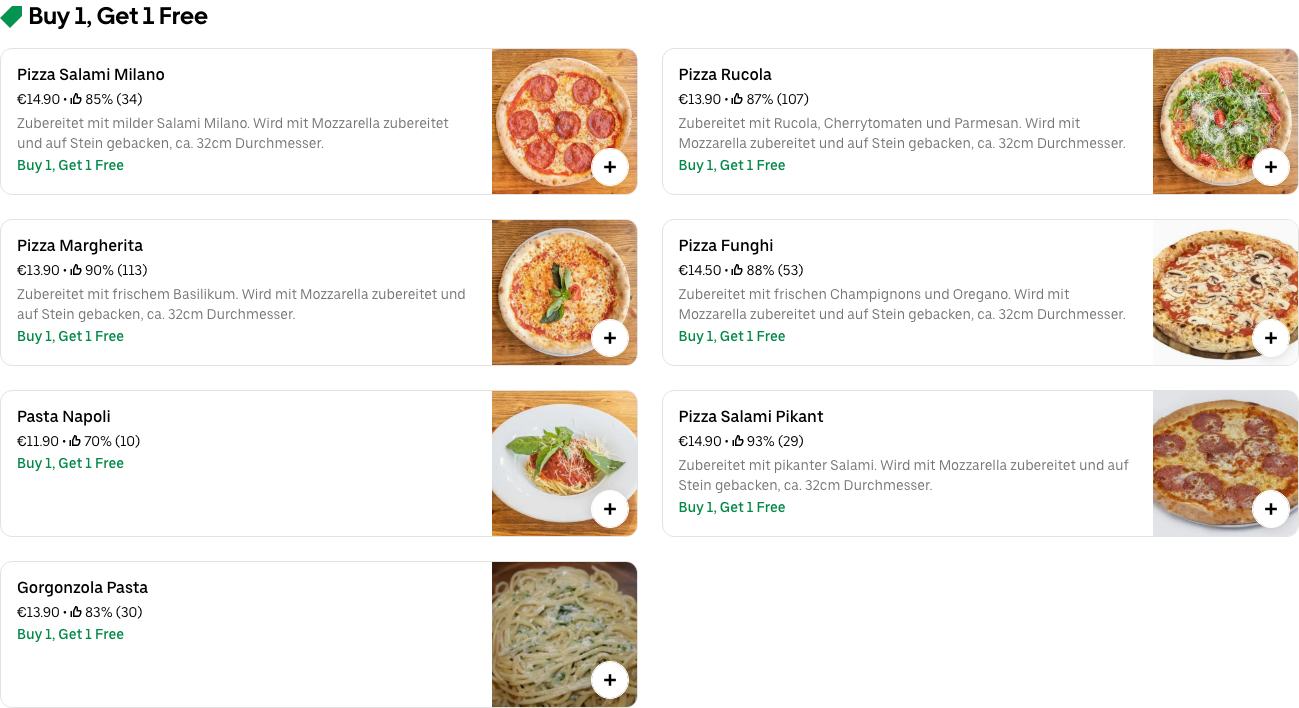 Buy 1, Get 1 Free
Pizza Salami Milano
€14.90 • 85% (34)
Zubereitet mit milder Salami Milano. Wird mit Mozzarella zubereitet
und auf Stein gebacken, ca. 32cm Durchmesser.
Buy 1, Get 1 Free
Pizza Rucola
€13.90 • 87% (107)
Zubereitet mit Rucola, Cherrytomaten und Parmesan. Wird mit
Mozzarella zubereitet und auf Stein gebacken, ca. 32cm Durchmesser.
Buy 1, Get 1 Free
Pizza Margherita
€13.90 • 90% (113)
Zubereitet mit frischem Basilikum. Wird mit Mozzarella zubereitet und
auf Stein gebacken, ca. 32cm Durchmesser.
Buy 1, Get 1 Free
Pizza Funghi
€14.50 • 88% (53)
Zubereitet mit frischen Champignons und Oregano. Wird mit
Mozzarella zubereitet und auf Stein gebacken, ca. 32cm Durchmesser.
Buy 1, Get 1 Free
Pasta Napoli
€11.90 • 70% (10)
Buy 1, Get 1 Free
Pizza Salami Pikant
€14.90 • 93% (29)
Zubereitet mit pikanter Salami. Wird mit Mozzarella zubereitet und auf
Stein gebacken, ca. 32cm Durchmesser.
Buy 1, Get 1 Free
Gorgonzola Pasta
€13.90 • 83% (30)
Buy 1, Get 1 Free